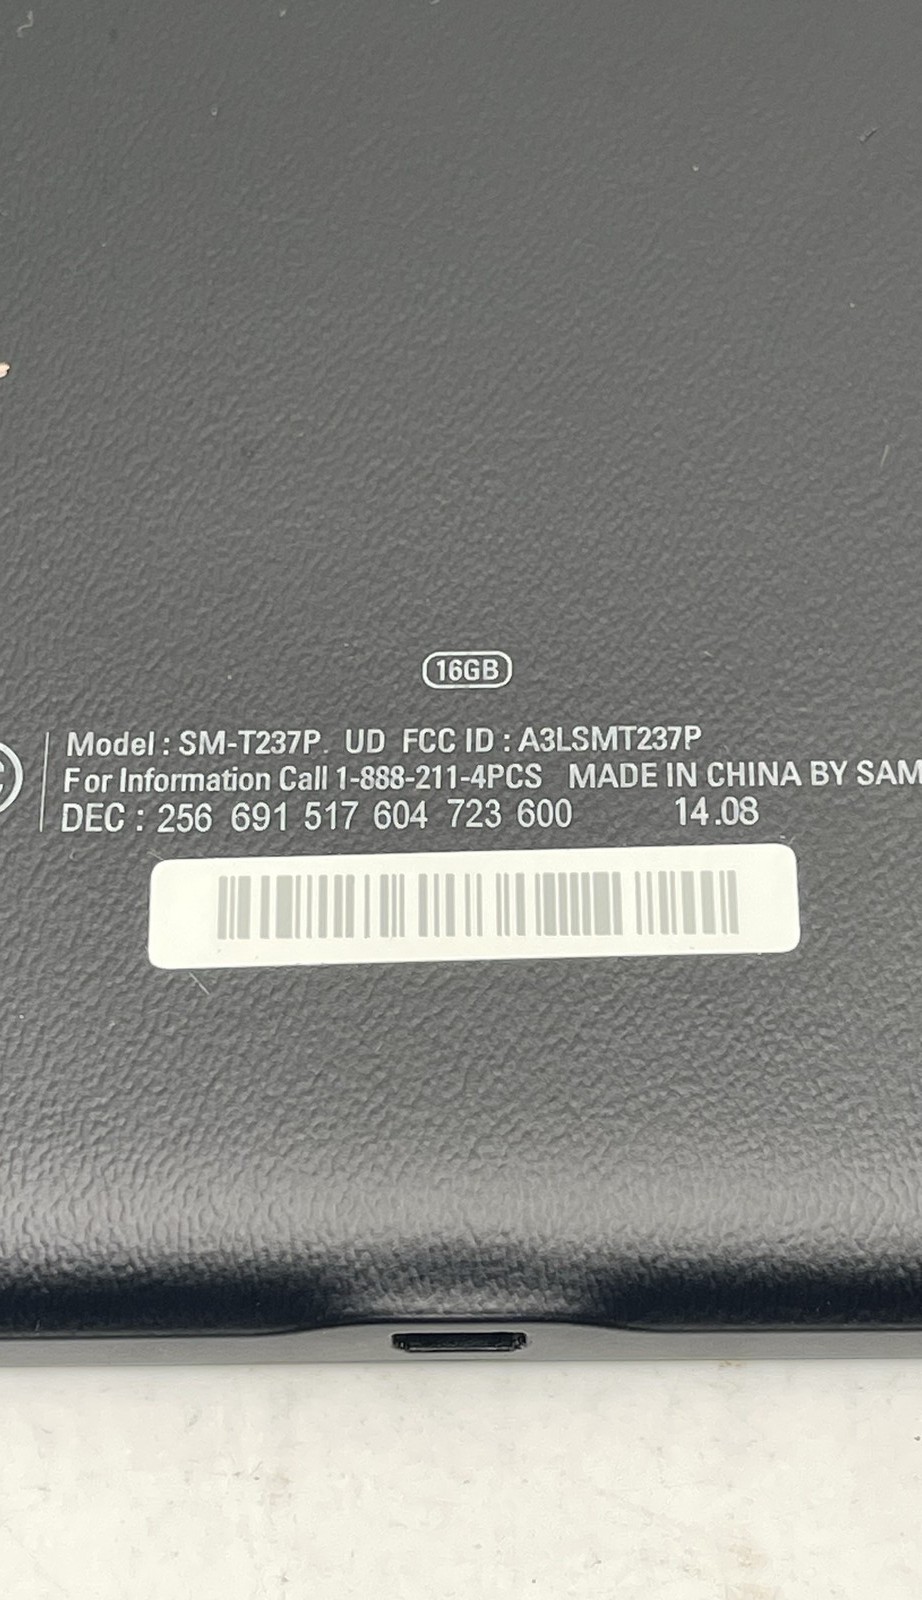 16GB
Model : SM-T237P. UD FCC ID : A3LSMT237P
For Information Call 1-888-211-4PCS MADE IN CHINA BY SAM
DEC : 256 691 517 604 723 600 14.08